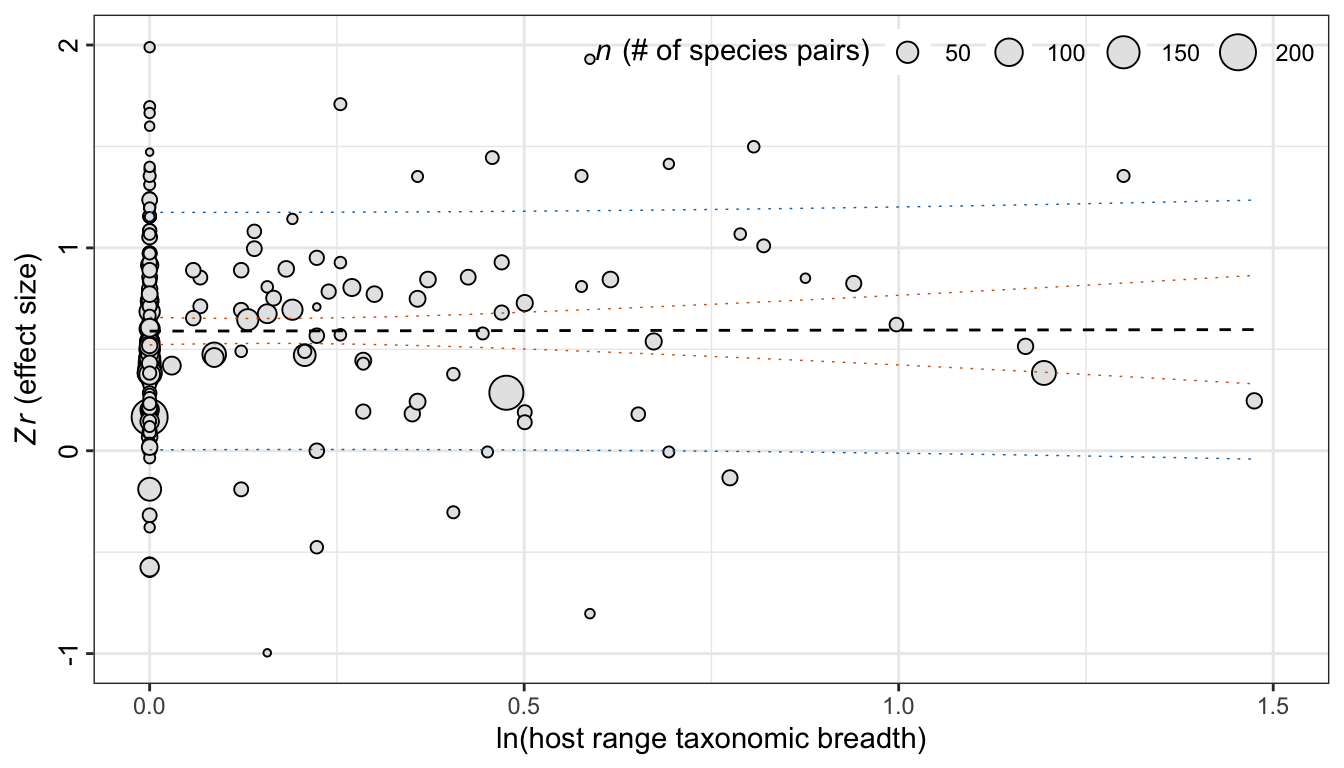 n (# of species pairs) 50 100 150 200
2
1
0
-1
Zr (effect size)
0.0 0.5 1.0 1.5
ln(host range taxonomic breadth)